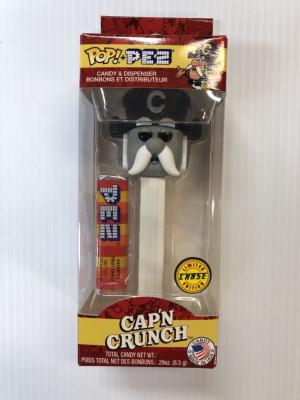 POP!+PEZ
CANDY & DISPENSER
BONBONS ET DISTRIBUTEUR
C
PEZ
LIMITED
CHASE
EDITION
CAP'N
CRUNCH
TOTAL CANDY NET WT.:
POIDS TOTAL NET DES BONBONS: .29oz. (8.5 g)
CANDY